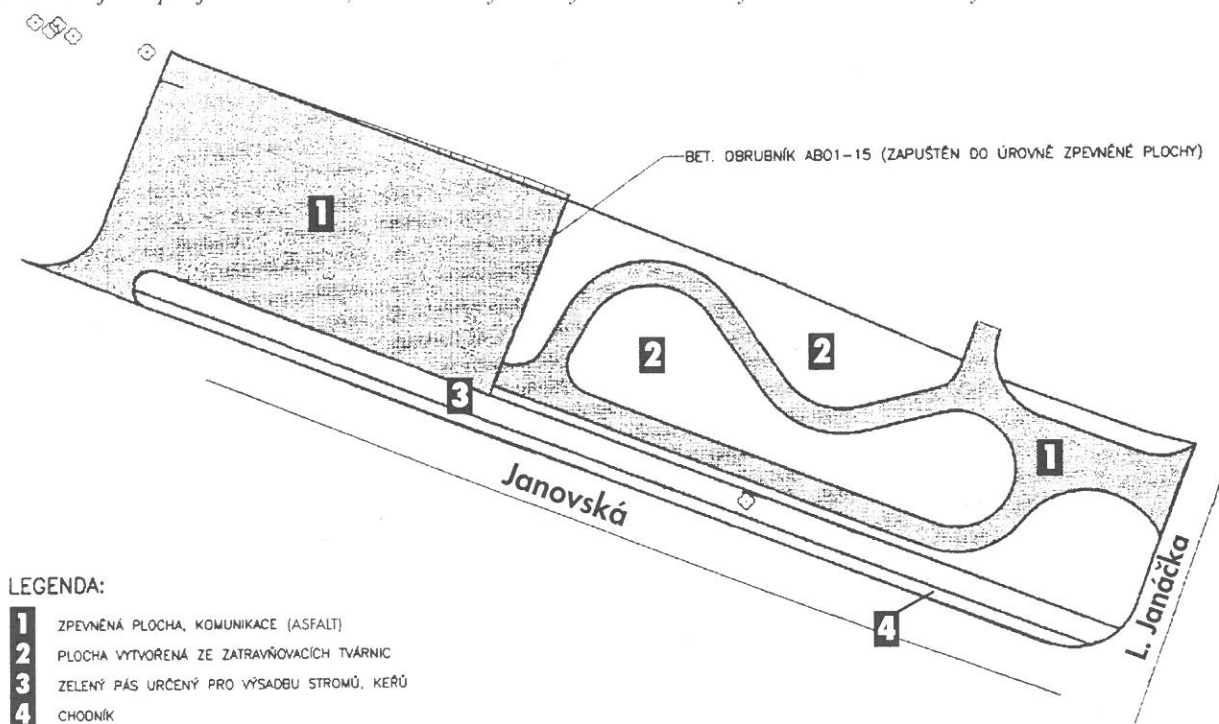 BET. OBRUBNÍK ABO1-15 (ZAPUŠTĚN DO ÚROVNĚ ZPEVNĚNÉ PLOCHY)
1
2
2
3
1
Janovská
4
L. Janáčka
LEGENDA:
1 ZPEVNĚNÁ PLOCHA, KOMUNIKACE (ASFALT)
2 PLOCHA VYTVOŘENÁ ZE ZATRAVŇOVACÍCH TVÁRNIC
3 ZELENÝ PÁS URČENÝ PRO VÝSADBU STROMŮ, KEŘŮ
4 CHODNÍK